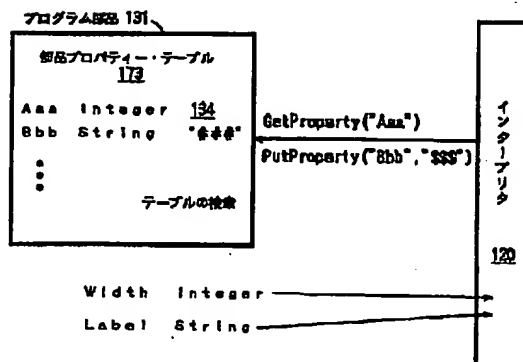 プログラム部品 131
部品プロパティー・テーブル
173
Aaa Integer 134
Bbb String "###"
テーブルの検索
GetProperty("Aaa")
PutProperty("Bbb","$$$")
インタープリタ
120
Width Integer
Label String